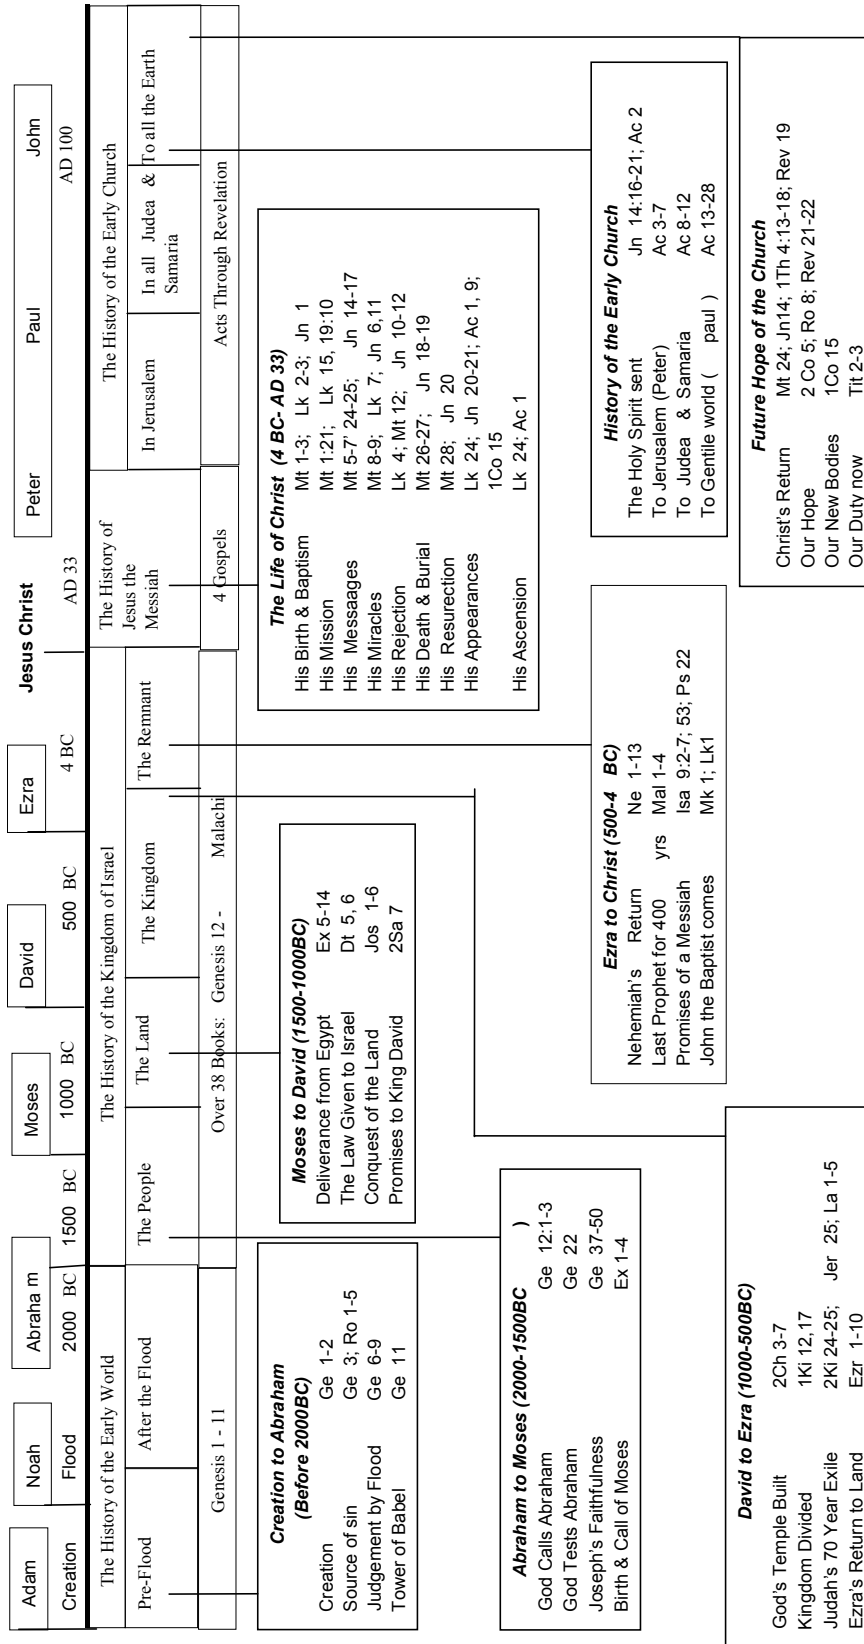 Adam Noah Abraha m Moses David Ezra Jesus Christ Peter Paul John
Creation Flood 2000 BC 1500 BC 1000 BC 500 BC 4 BC AD 33 AD 100
The History of the Early World
The History of the Kingdom of Israel
The History of
Jesus the
Messiah
The History of the Early Church
Pre-Flood
After the Flood
The People
The Land
The Kingdom
The Remnant
In Jerusalem
In all Judea &
Samaria
To all the Earth
Genesis 1 - 11
Over 38 Books: Genesis 12 - Malachi
4 Gospels
Acts Through Revelation
Creation to Abraham
(Before 2000BC)
Creation Ge 1-2
Source of sin Ge 3; Ro 1-5
Judgement by Flood Ge 6-9
Tower of Babel Ge 11
Moses to David (1500-1000BC)
Deliverance from Egypt Ex 5-14
The Law Given to Israel Dt 5, 6
Conquest of the Land Jos 1-6
Promises to King David 2Sa 7
The Life of Christ (4 BC- AD 33)
His Birth & Baptism Mt 1-3; Lk 2-3; Jn 1
His Mission Mt 1:21; Lk 15, 19:10
His Messaages Mt 5-7' 24-25; Jn 14-17
His Miracles Mt 8-9; Lk 7; Jn 6,11
His Rejection Lk 4; Mt 12; Jn 10-12
His Death & Burial Mt 26-27; Jn 18-19
His Resurection Mt 28; Jn 20
His Appearances Lk 24; Jn 20-21; Ac 1, 9;
1Co 15
His Ascension Lk 24; Ac 1
Abraham to Moses (2000-1500BC )
God Calls Abraham Ge 12:1-3
God Tests Abraham Ge 22
Joseph's Faithfulness Ge 37-50
Birth & Call of Moses Ex 1-4
Ezra to Christ (500-4 BC)
Nehemiah's Return Ne 1-13
Last Prophet for 400 yrs Mal 1-4
Promises of a Messiah Isa 9:2-7; 53; Ps 22
John the Baptist comes Mk 1; Lk1
History of the Early Church
The Holy Spirit sent Jn 14:16-21; Ac 2
To Jerusalem (Peter) Ac 3-7
To Judea & Samaria Ac 8-12
To Gentile world ( paul ) Ac 13-28
David to Ezra (1000-500BC)
God's Temple Built 2Ch 3-7
Kingdom Divided 1Ki 12,17
Judah's 70 Year Exile 2Ki 24-25; Jer 25; La 1-5
Ezra's Return to Land Ezr 1-10
Future Hope of the Church
Christ's Return Mt 24; Jn14; 1Th 4:13-18; Rev 19
Our Hope 2 Co 5; Ro 8; Rev 21-22
Our New Bodies 1Co 15
Our Duty now Tit 2-3